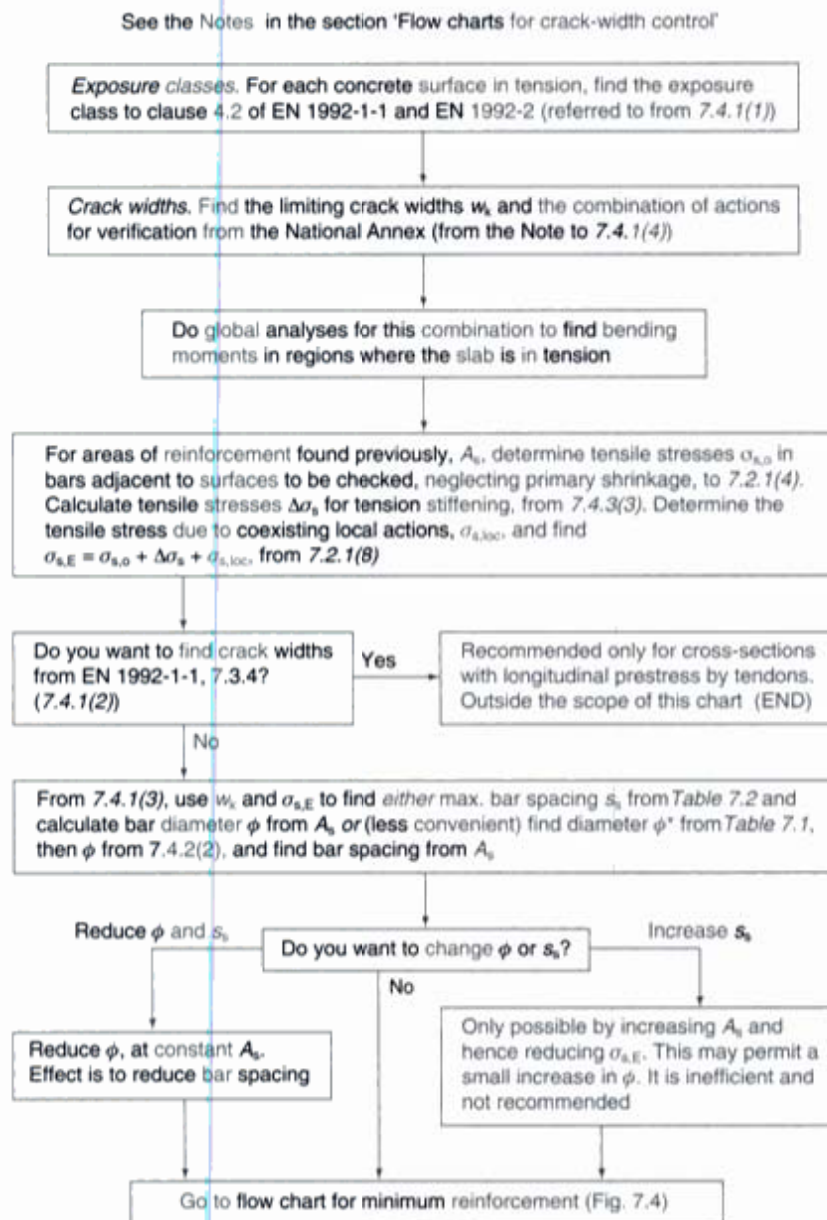 See the Notes in the section 'Flow charts for crack-width control'
Exposure classes. For each concrete surface in tension, find the exposure
class to clause 4.2 of EN 1992-1-1 and EN 1992-2 (referred to from 7.4.1(1))
Crack widths. Find the limiting crack widths wₖ and the combination of actions
for verification from the National Annex (from the Note to 7.4.1(4))
Do global analyses for this combination to find bending
moments in regions where the slab is in tension
For areas of reinforcement found previously, Aₛ, determine tensile stresses σs,o in
bars adjacent to surfaces to be checked, neglecting primary shrinkage, to 7.2.1(4).
Calculate tensile stresses Δσₛ for tension stiffening, from 7.4.3(3). Determine the
tensile stress due to coexisting local actions, σs,loc, and find
σs,E = σs,o + Δσₛ + σs,loc, from 7.2.1(8)
Do you want to find crack widths
from EN 1992-1-1, 7.3.4?
(7.4.1(2))
Yes
Recommended only for cross-sections
with longitudinal prestress by tendons.
Outside the scope of this chart (END)
No
From 7.4.1(3), use wₖ and σs,E to find either max. bar spacing sₛ from Table 7.2 and
calculate bar diameter φ from Aₛ or (less convenient) find diameter φ* from Table 7.1,
then φ from 7.4.2(2), and find bar spacing from Aₛ
Reduce φ and sₛ
Do you want to change φ or sₛ?
Increase sₛ
No
Reduce φ, at constant Aₛ.
Effect is to reduce bar spacing
Only possible by increasing Aₛ and
hence reducing σs,E. This may permit a
small increase in φ. It is inefficient and
not recommended
Go to flow chart for minimum reinforcement (Fig. 7.4)